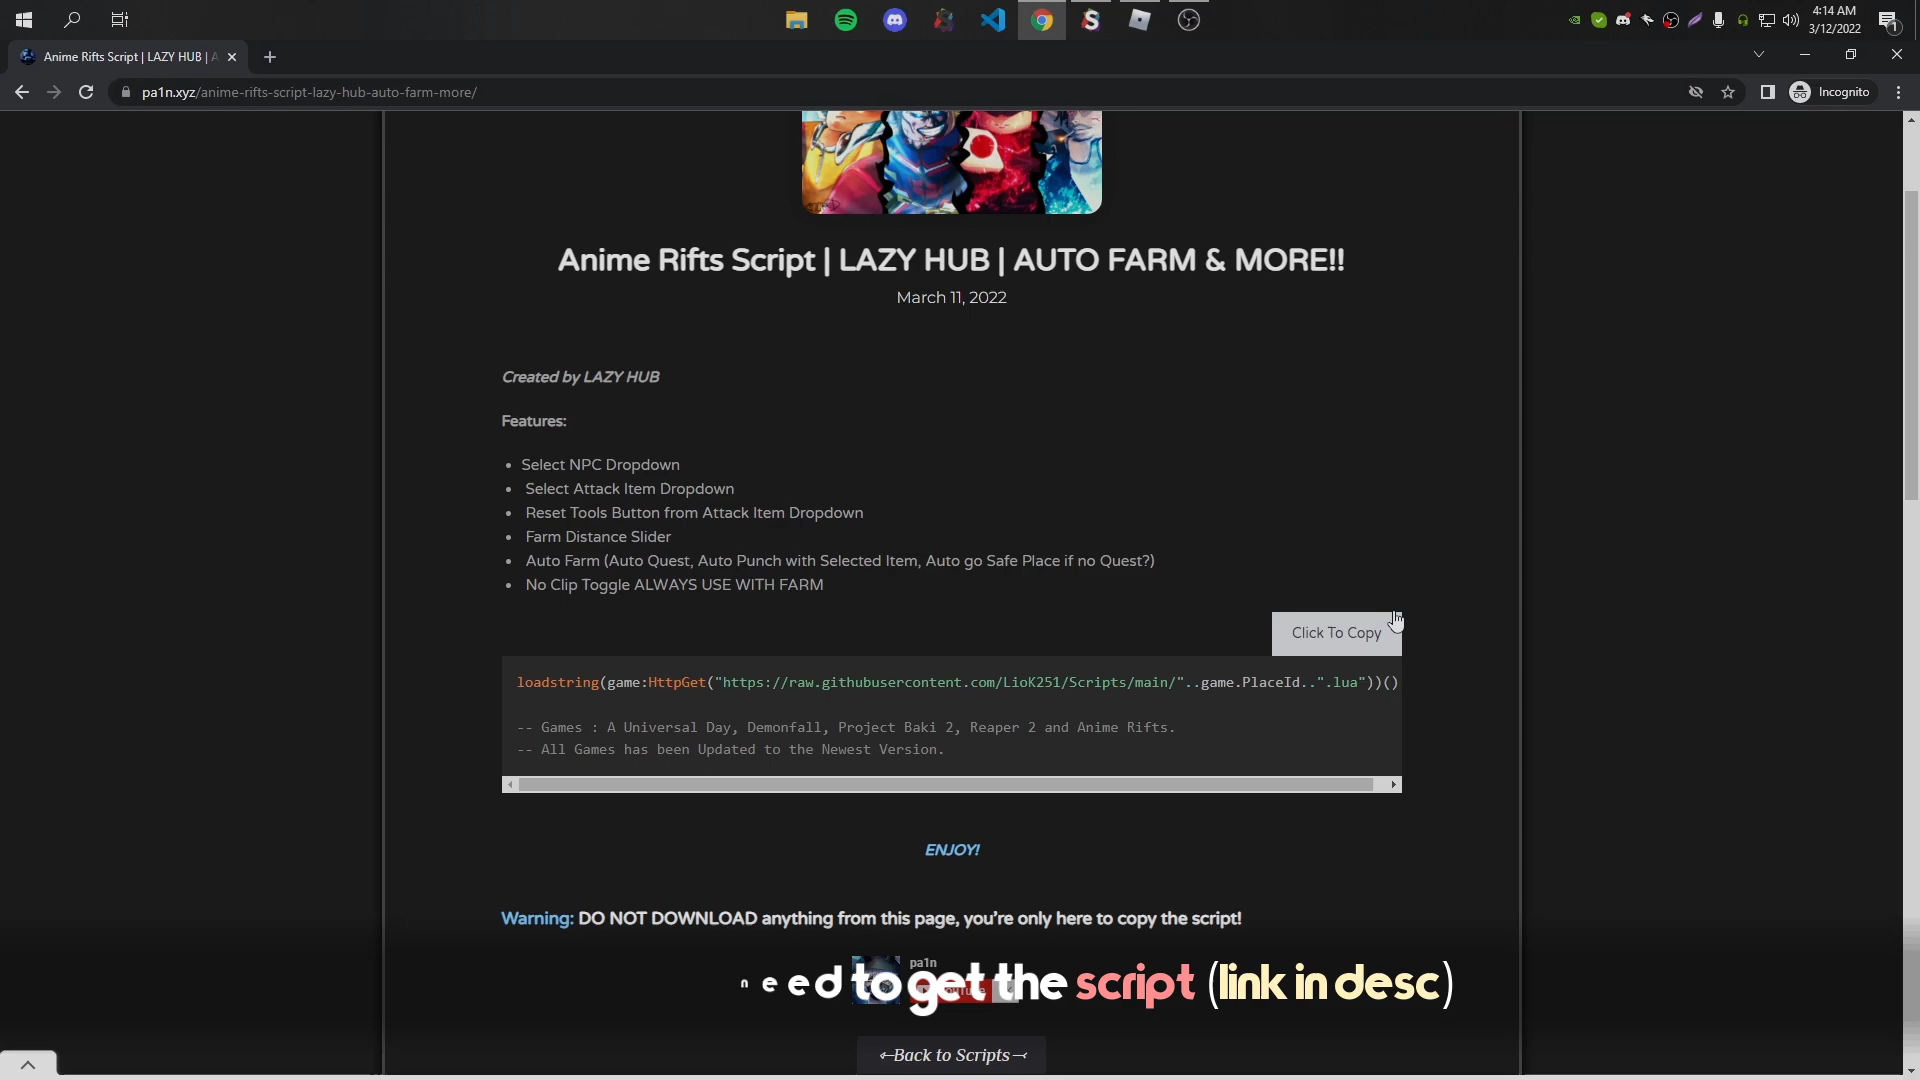 4:14 AM
3/12/2022
1
Anime Rifts Script | LAZY HUB | A
pa1n.xyz/anime-rifts-script-lazy-hub-auto-farm-more/
Incognito
Anime Rifts Script | LAZY HUB | AUTO FARM & MORE!!
March 11, 2022
Created by LAZY HUB
Features:
Select NPC Dropdown
Select Attack Item Dropdown
Reset Tools Button from Attack Item Dropdown
Farm Distance Slider
Auto Farm (Auto Quest, Auto Punch with Selected Item, Auto go Safe Place if no Quest?)
No Clip Toggle ALWAYS USE WITH FARM
Click To Copy
loadstring(game:HttpGet("https://raw.githubusercontent.com/LioK251/Scripts/main/"..game.PlaceId..".lua"))()
-- Games : A Universal Day, Demonfall, Project Baki 2, Reaper 2 and Anime Rifts.
-- All Games has been Updated to the Newest Version.
ENJOY!
Warning: DO NOT DOWNLOAD anything from this page, you're only here to copy the script!
pa1n
need to get the script (link in desc)
←Back to Scripts→